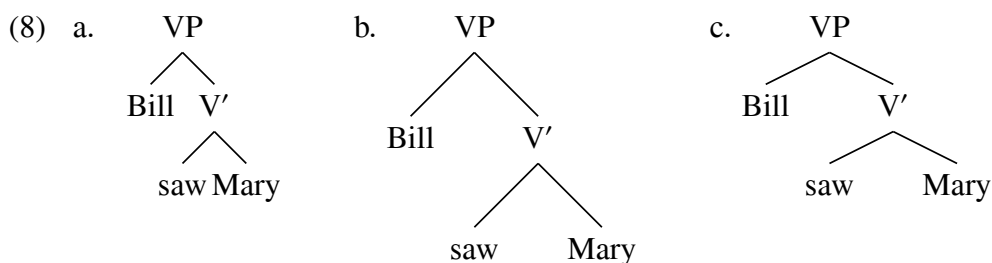 (8) a. VP b. VP c. VP
Bill V′ Bill V′ Bill V′
saw Mary saw Mary
saw Mary